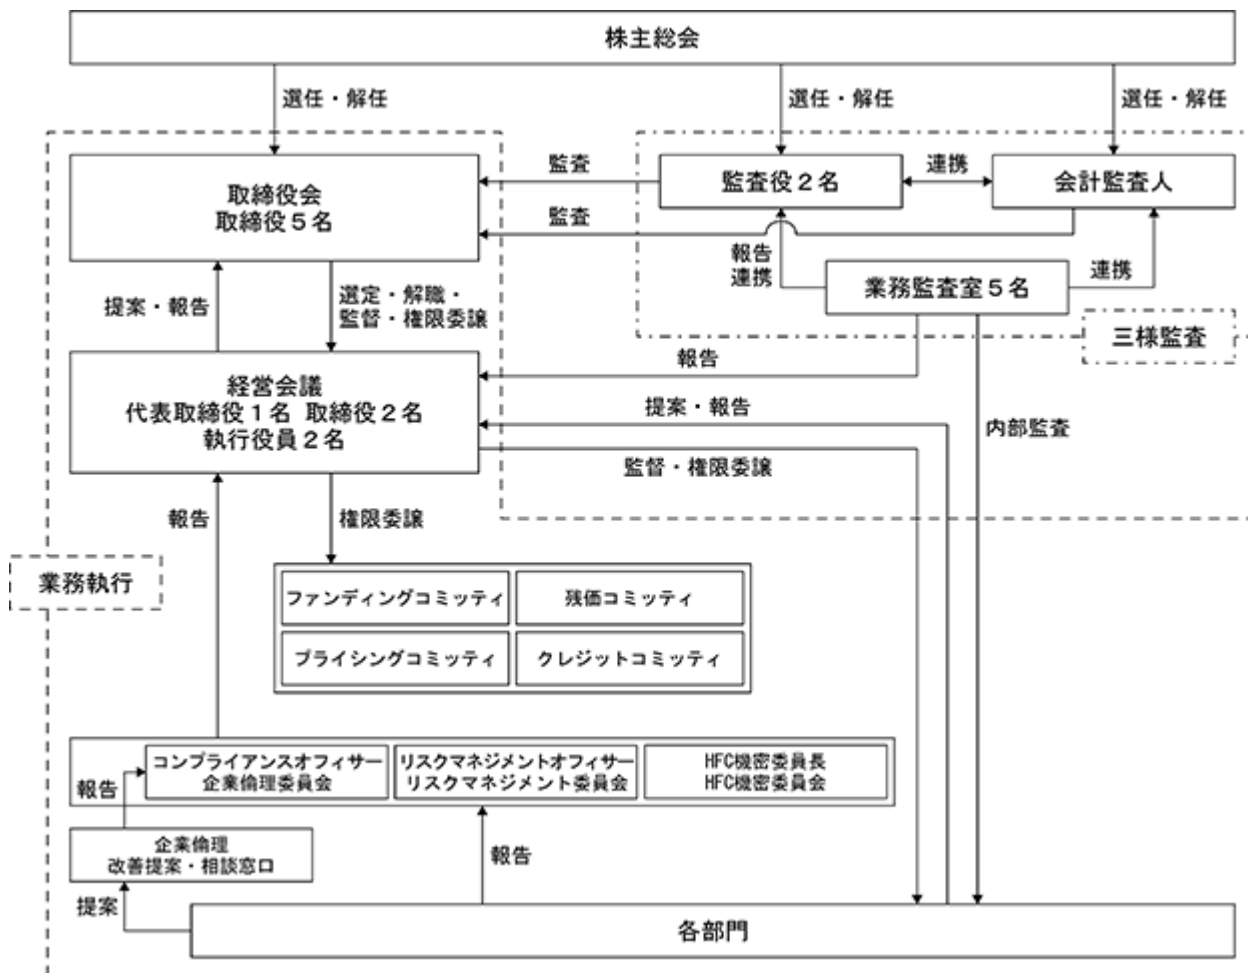 株主総会
選任・解任
選任・解任
選任・解任
取締役会
取締役５名
監査
監査役２名
連携
会計監査人
監査
報告
連携
業務監査室５名
連携
三様監査
提案・報告
選定・解職・
監督・権限委譲
報告
経営会議
代表取締役１名 取締役２名
執行役員２名
提案・報告
内部監査
監督・権限委譲
報告
権限委譲
業務執行
ファンディングコミッティ
残価コミッティ
プライシングコミッティ
クレジットコミッティ
コンプライアンスオフィサー
企業倫理委員会
リスクマネジメントオフィサー
リスクマネジメント委員会
HFC機密委員長
HFC機密委員会
報告
企業倫理
改善提案・相談窓口
報告
提案
各部門